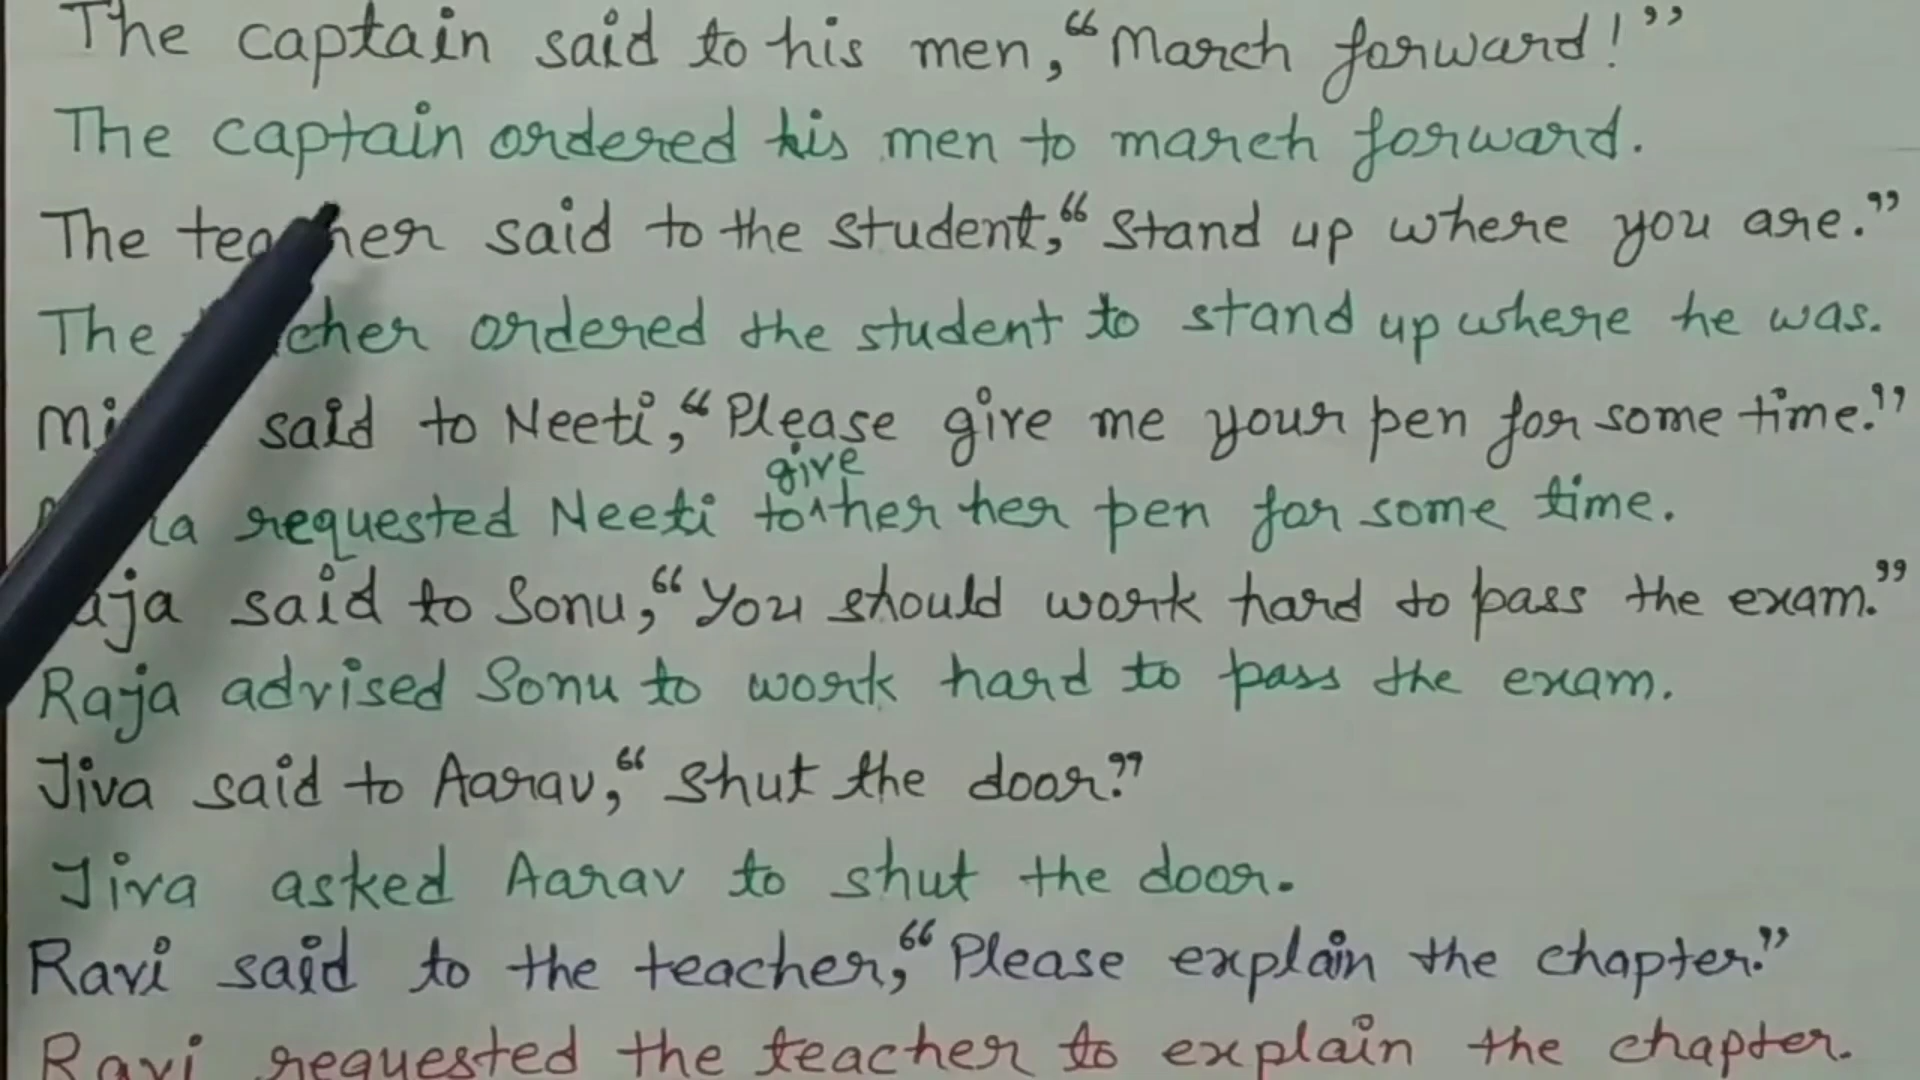 The captain said to his men, “March forward!”
The captain ordered his men to march forward.
The teacher said to the student, “Stand up where you are.”
The teacher ordered the student to stand up where he was.
said to Neeti, “Please give me your pen for some time.”
give
requested Neeti to ^ her her pen for some time.
Raja said to Sonu, “You should work hard to pass the exam.”
Raja advised Sonu to work hard to pass the exam.
Jiva said to Aarav, “Shut the door.”
Jiva asked Aarav to shut the door.
Ravi said to the teacher, “Please explain the chapter.”
Ravi requested the teacher to explain the chapter.